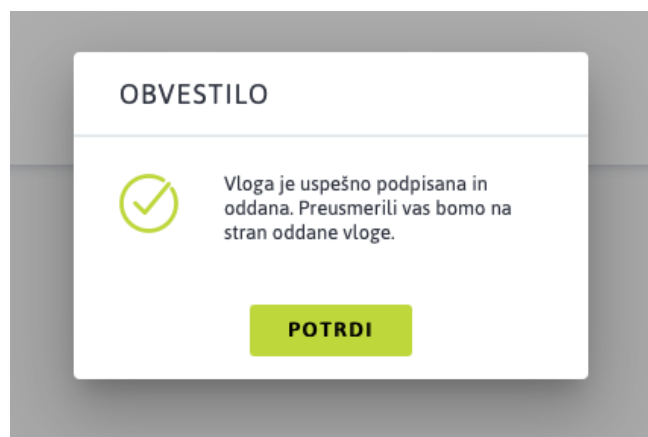 OBVESTILO
Vloga je uspešno podpisana in
oddana. Preusmerili vas bomo na
stran oddane vloge.
POTRDI